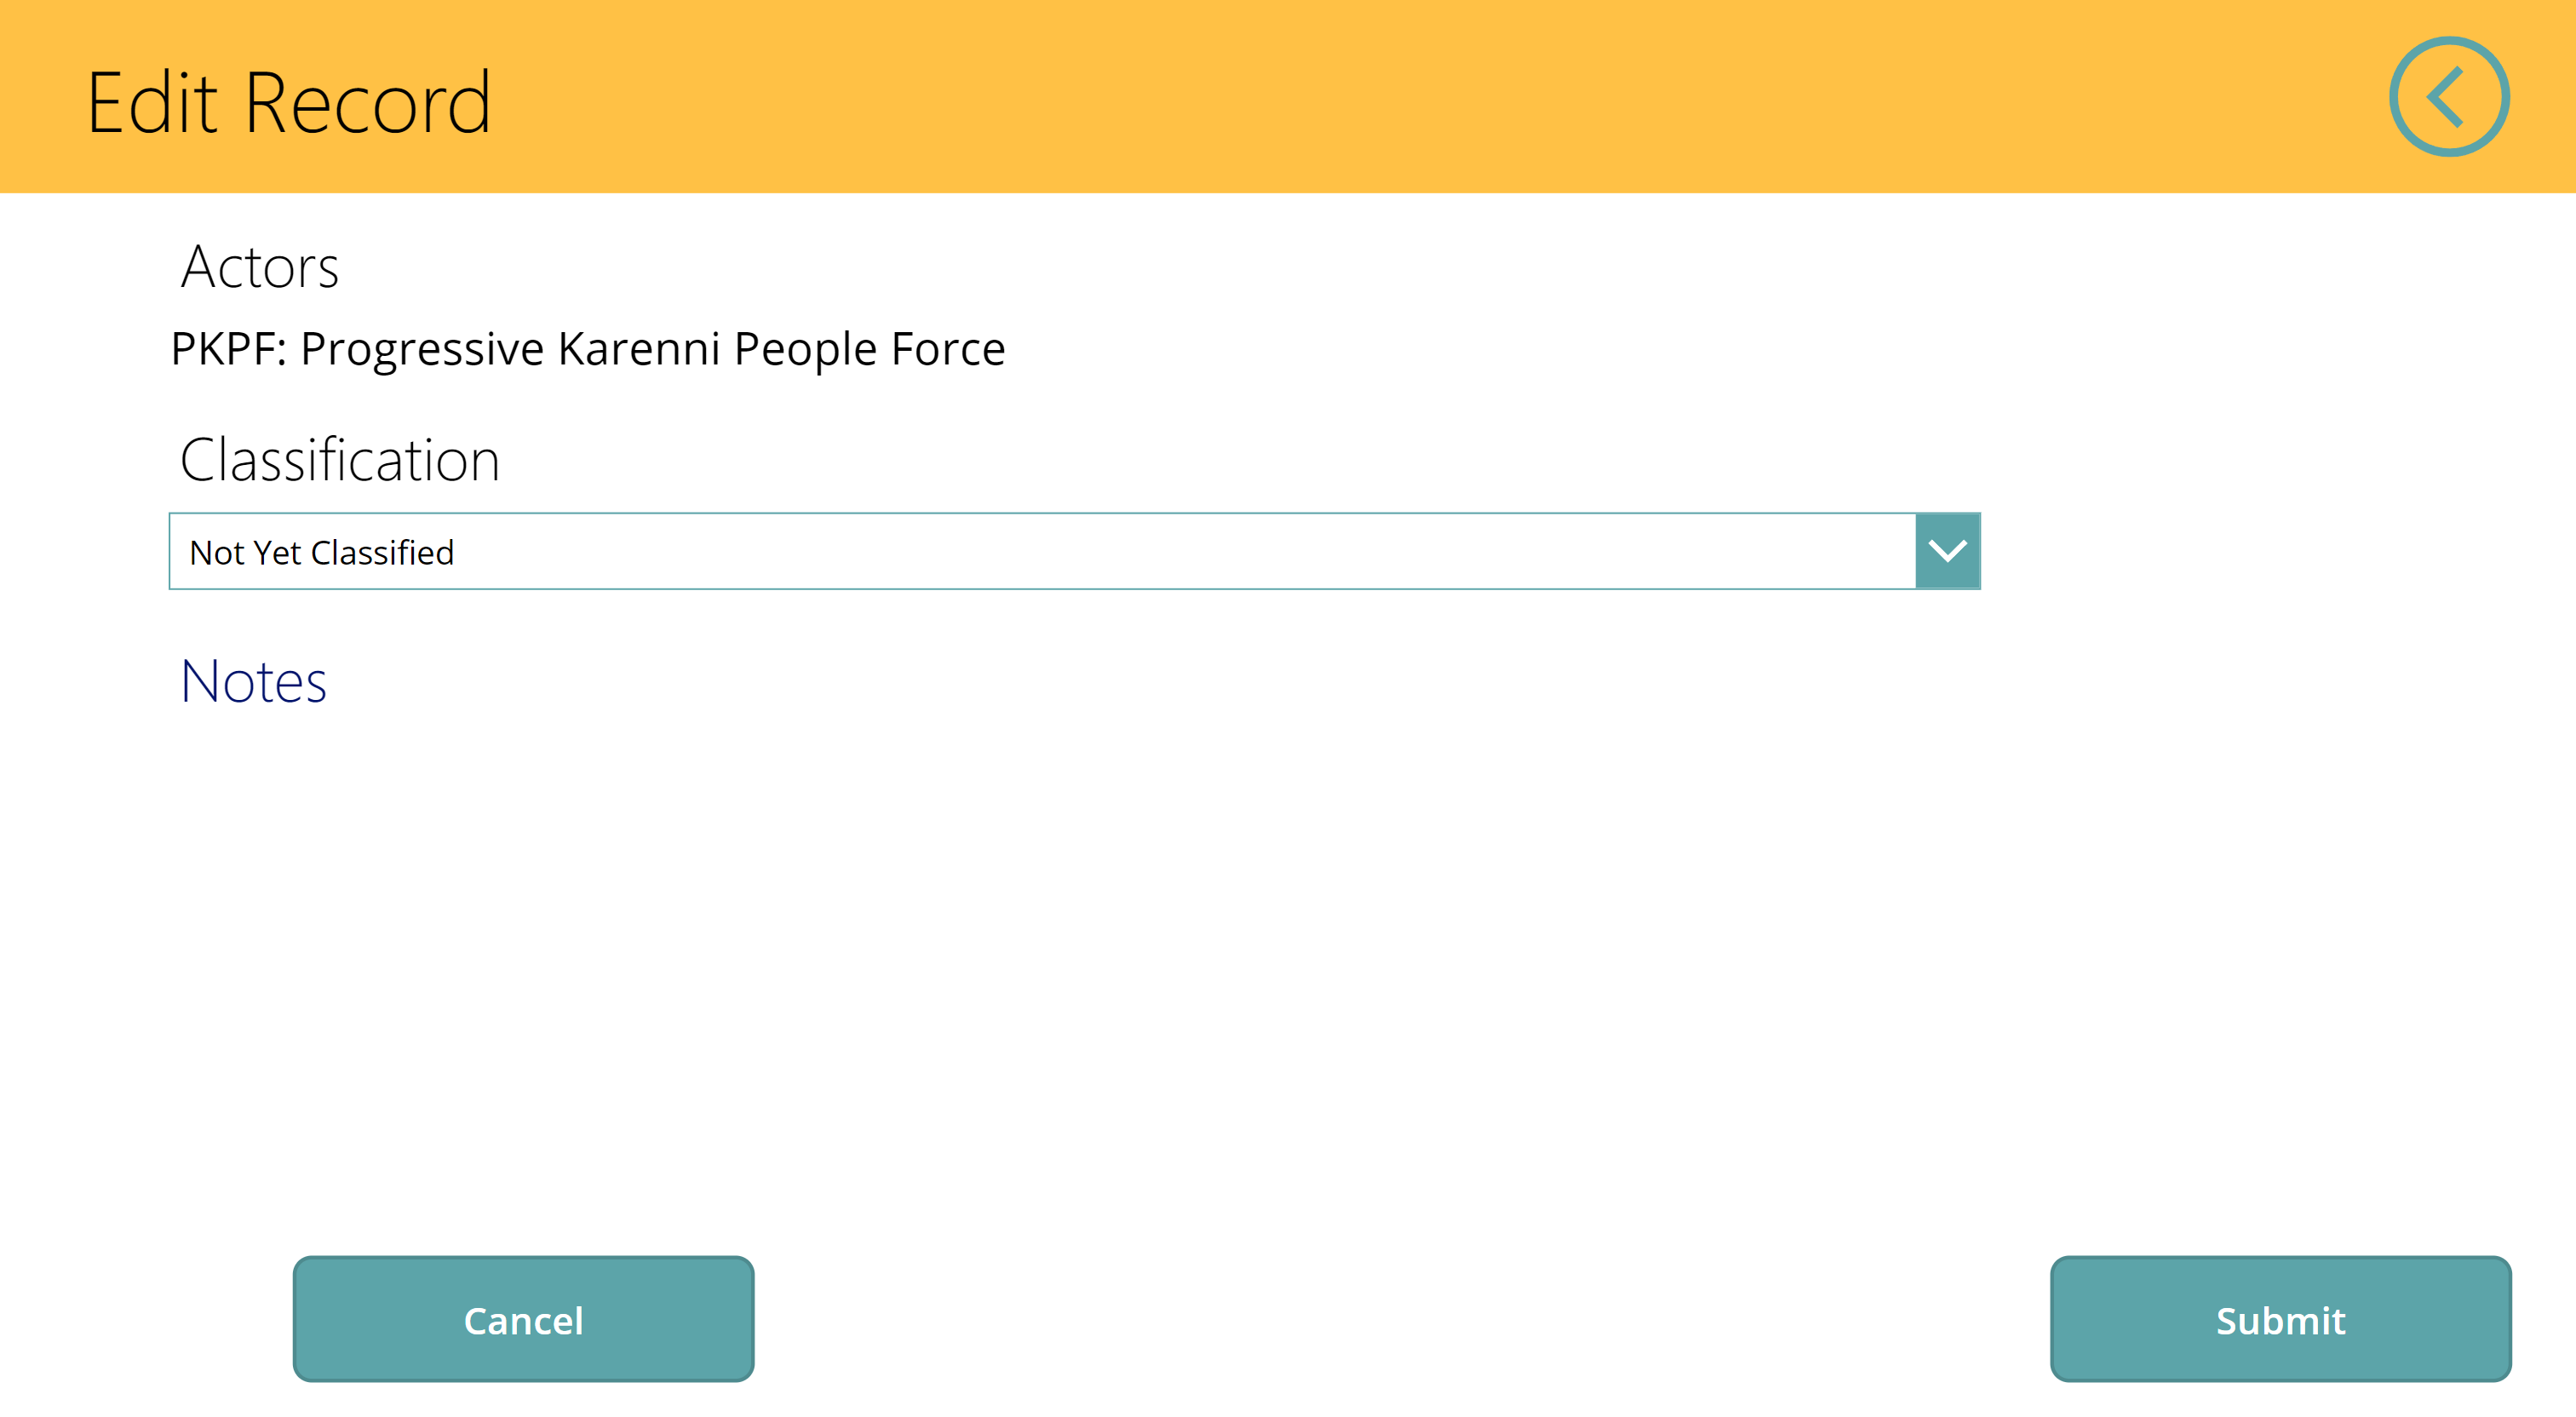 Edit Record
Actors
PKPF: Progressive Karenni People Force
Classification
Not Yet Classified
Notes
Cancel
Submit